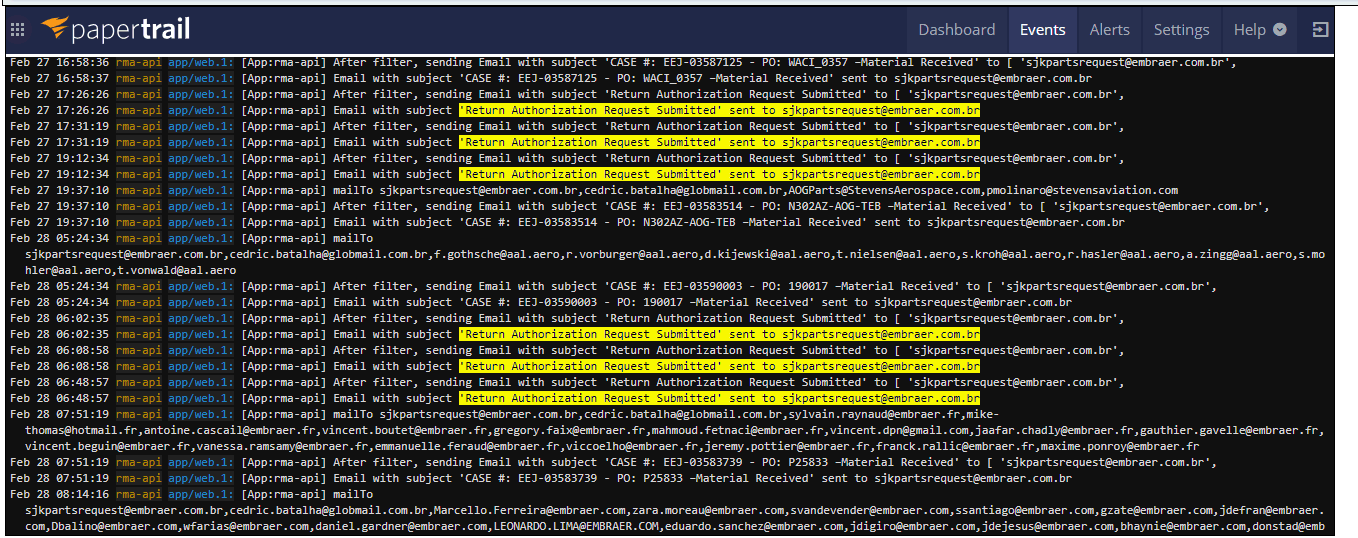 papertrail
Dashboard Events Alerts Settings Help
Feb 27 16:58:36 rma-api app/web.1: [App:rma-api] After filter, sending Email with subject 'CASE #: EEJ-03587125 - PO: WACI_0357 –Material Received' to [ 'sjkpartsrequest@embraer.com.br',
Feb 27 16:58:37 rma-api app/web.1: [App:rma-api] Email with subject 'CASE #: EEJ-03587125 - PO: WACI_0357 –Material Received' sent to sjkpartsrequest@embraer.com.br
Feb 27 17:26:26 rma-api app/web.1: [App:rma-api] After filter, sending Email with subject 'Return Authorization Request Submitted' to [ 'sjkpartsrequest@embraer.com.br',
Feb 27 17:26:26 rma-api app/web.1: [App:rma-api] Email with subject 'Return Authorization Request Submitted' sent to sjkpartsrequest@embraer.com.br
Feb 27 17:31:19 rma-api app/web.1: [App:rma-api] After filter, sending Email with subject 'Return Authorization Request Submitted' to [ 'sjkpartsrequest@embraer.com.br',
Feb 27 17:31:19 rma-api app/web.1: [App:rma-api] Email with subject 'Return Authorization Request Submitted' sent to sjkpartsrequest@embraer.com.br
Feb 27 19:12:34 rma-api app/web.1: [App:rma-api] After filter, sending Email with subject 'Return Authorization Request Submitted' to [ 'sjkpartsrequest@embraer.com.br',
Feb 27 19:12:34 rma-api app/web.1: [App:rma-api] Email with subject 'Return Authorization Request Submitted' sent to sjkpartsrequest@embraer.com.br
Feb 27 19:37:10 rma-api app/web.1: [App:rma-api] mailTo sjkpartsrequest@embraer.com.br,cedric.batalha@globmail.com.br,AOGParts@StevensAerospace.com,pmolinaro@stevensaviation.com
Feb 27 19:37:10 rma-api app/web.1: [App:rma-api] After filter, sending Email with subject 'CASE #: EEJ-03583514 - PO: N302AZ-AOG-TEB –Material Received' to [ 'sjkpartsrequest@embraer.com.br',
Feb 27 19:37:10 rma-api app/web.1: [App:rma-api] Email with subject 'CASE #: EEJ-03583514 - PO: N302AZ-AOG-TEB –Material Received' sent to sjkpartsrequest@embraer.com.br
Feb 28 05:24:34 rma-api app/web.1: [App:rma-api] mailTo
sjkpartsrequest@embraer.com.br,cedric.batalha@globmail.com.br,f.gothsche@aal.aero,r.vorburger@aal.aero,d.kijewski@aal.aero,t.nielsen@aal.aero,s.kroh@aal.aero,r.hasler@aal.aero,a.zingg@aal.aero,s.mo
hler@aal.aero,t.vonwald@aal.aero
Feb 28 05:24:34 rma-api app/web.1: [App:rma-api] After filter, sending Email with subject 'CASE #: EEJ-03590003 - PO: 190017 –Material Received' to [ 'sjkpartsrequest@embraer.com.br',
Feb 28 05:24:34 rma-api app/web.1: [App:rma-api] Email with subject 'CASE #: EEJ-03590003 - PO: 190017 –Material Received' sent to sjkpartsrequest@embraer.com.br
Feb 28 06:02:35 rma-api app/web.1: [App:rma-api] After filter, sending Email with subject 'Return Authorization Request Submitted' to [ 'sjkpartsrequest@embraer.com.br',
Feb 28 06:02:35 rma-api app/web.1: [App:rma-api] Email with subject 'Return Authorization Request Submitted' sent to sjkpartsrequest@embraer.com.br
Feb 28 06:08:58 rma-api app/web.1: [App:rma-api] After filter, sending Email with subject 'Return Authorization Request Submitted' to [ 'sjkpartsrequest@embraer.com.br',
Feb 28 06:08:58 rma-api app/web.1: [App:rma-api] Email with subject 'Return Authorization Request Submitted' sent to sjkpartsrequest@embraer.com.br
Feb 28 06:48:57 rma-api app/web.1: [App:rma-api] After filter, sending Email with subject 'Return Authorization Request Submitted' to [ 'sjkpartsrequest@embraer.com.br',
Feb 28 06:48:57 rma-api app/web.1: [App:rma-api] Email with subject 'Return Authorization Request Submitted' sent to sjkpartsrequest@embraer.com.br
Feb 28 07:51:19 rma-api app/web.1: [App:rma-api] mailTo sjkpartsrequest@embraer.com.br,cedric.batalha@globmail.com.br,sylvain.raynaud@embraer.fr,mike-
thomas@hotmail.fr,antoine.cascail@embraer.fr,vincent.boutet@embraer.fr,gregory.faix@embraer.fr,mahmoud.fetnaci@embraer.fr,vincent.dpn@gmail.com,jaafar.chadly@embraer.fr,gauthier.gavelle@embraer.fr,
vincent.beguin@embraer.fr,vanessa.ramsamy@embraer.fr,emmanuelle.feraud@embraer.fr,viccoelho@embraer.fr,jeremy.pottier@embraer.fr,franck.rallic@embraer.fr,maxime.ponroy@embraer.fr
Feb 28 07:51:19 rma-api app/web.1: [App:rma-api] After filter, sending Email with subject 'CASE #: EEJ-03583739 - PO: P25833 –Material Received' to [ 'sjkpartsrequest@embraer.com.br',
Feb 28 07:51:19 rma-api app/web.1: [App:rma-api] Email with subject 'CASE #: EEJ-03583739 - PO: P25833 –Material Received' sent to sjkpartsrequest@embraer.com.br
Feb 28 08:14:16 rma-api app/web.1: [App:rma-api] mailTo
sjkpartsrequest@embraer.com.br,cedric.batalha@globmail.com.br,Marcello.Ferreira@embraer.com,zara.moreau@embraer.com,svandevender@embraer.com,ssantiago@embraer.com,gzate@embraer.com,jdefran@embraer.
com,Dbalino@embraer.com,wfarias@embraer.com,daniel.gardner@embraer.com,LEONARDO.LIMA@EMBRAER.COM,eduardo.sanchez@embraer.com,jdigiro@embraer.com,jdejesus@embraer.com,bhaynie@embraer.com,donstad@emb